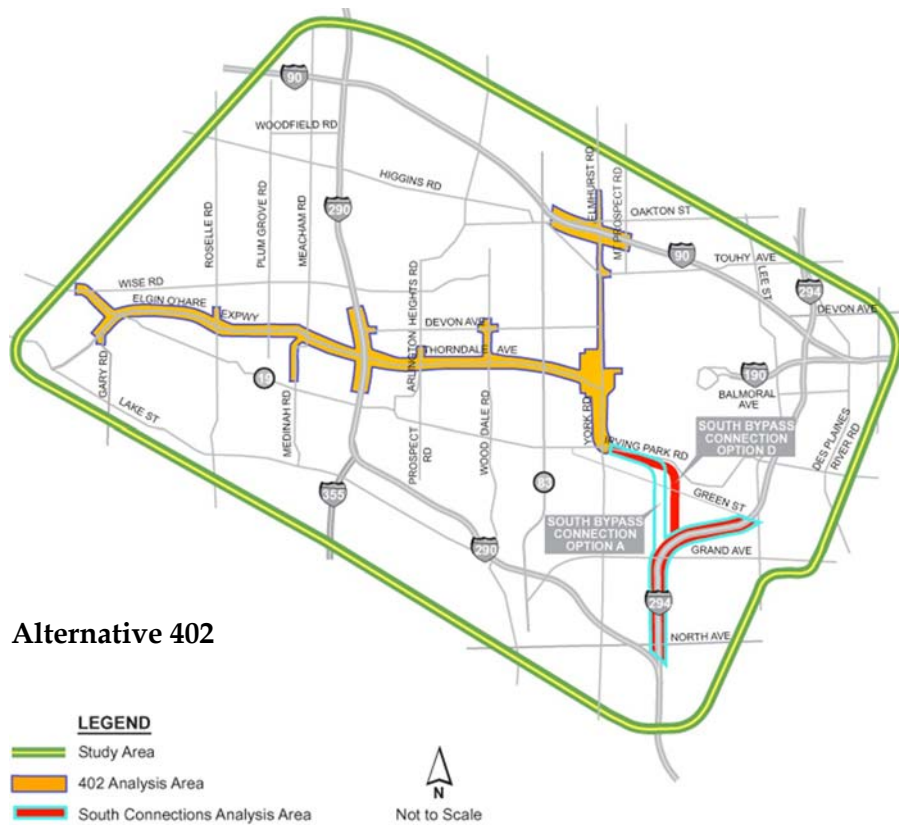 90
WOODFIELD RD
HIGGINS RD
290
ROSELLE RD
PLUM GROVE RD
MEACHAM RD
ELMHURST RD
MT PROSPECT RD
OAKTON ST
90
TOUHY AVE
LEE ST
294
DEVON AVE
WISE RD
ELGIN O'HARE
EXPWY
ARLINGTON HEIGHTS RD
DEVON AVE
THORNDALE AVE
GARY RD
19
190
BALMORAL
AVE
LAKE ST
MEDINAH RD
PROSPECT
RD
WOOD DALE RD
YORK RD
IRVING PARK RD
SOUTH BYPASS
CONNECTION
OPTION D
DES PLAINES
RIVER RD
355
GREEN ST
SOUTH BYPASS
CONNECTION
OPTION A
290
GRAND AVE
294
NORTH AVE
Alternative 402
LEGEND
Study Area
402 Analysis Area
South Connections Analysis Area
N
Not to Scale